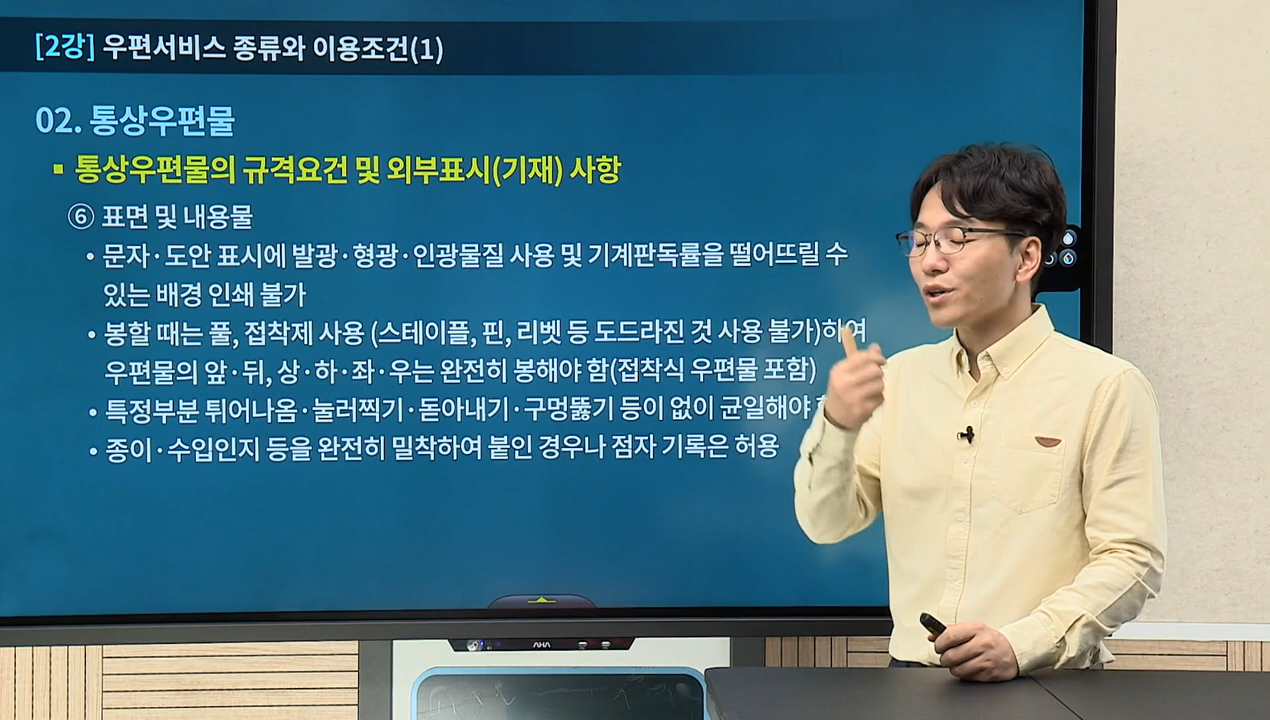 [2강] 우편서비스 종류와 이용조건(1)
02. 통상우편물
▪ 통상우편물의 규격요건 및 외부표시(기재) 사항
⑥ 표면 및 내용물
• 문자·도안 표시에 발광·형광·인광물질 사용 및 기계판독률을 떨어뜨릴 수
있는 배경 인쇄 불가
• 봉할 때는 풀, 접착제 사용 (스테이플, 핀, 리벳 등 도드라진 것 사용 불가)하여
우편물의 앞·뒤, 상·하·좌·우는 완전히 봉해야 함(접착식 우편물 포함)
• 특정부분 튀어나옴·눌러찍기·돋아내기·구멍뚫기 등이 없이 균일해야
• 종이·수입인지 등을 완전히 밀착하여 붙인 경우나 점자 기록은 허용
AHA